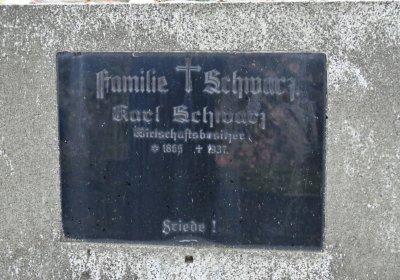 Familie † Schwarz
Karl Schwarz
Wirtschaftsbesitzer
* 1865 † 1937.
Friede !